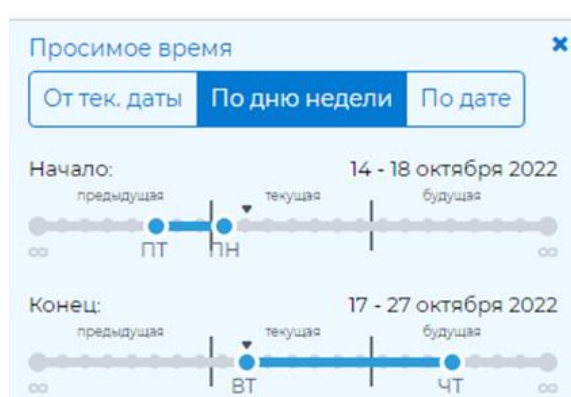 Просимое время
От тек. даты По дню недели По дате
Начало: 14 - 18 октября 2022
предыдущая текущая будущая
∞ ПТ ПН ∞
Конец: 17 - 27 октября 2022
предыдущая текущая будущая
∞ ВТ ЧТ ∞